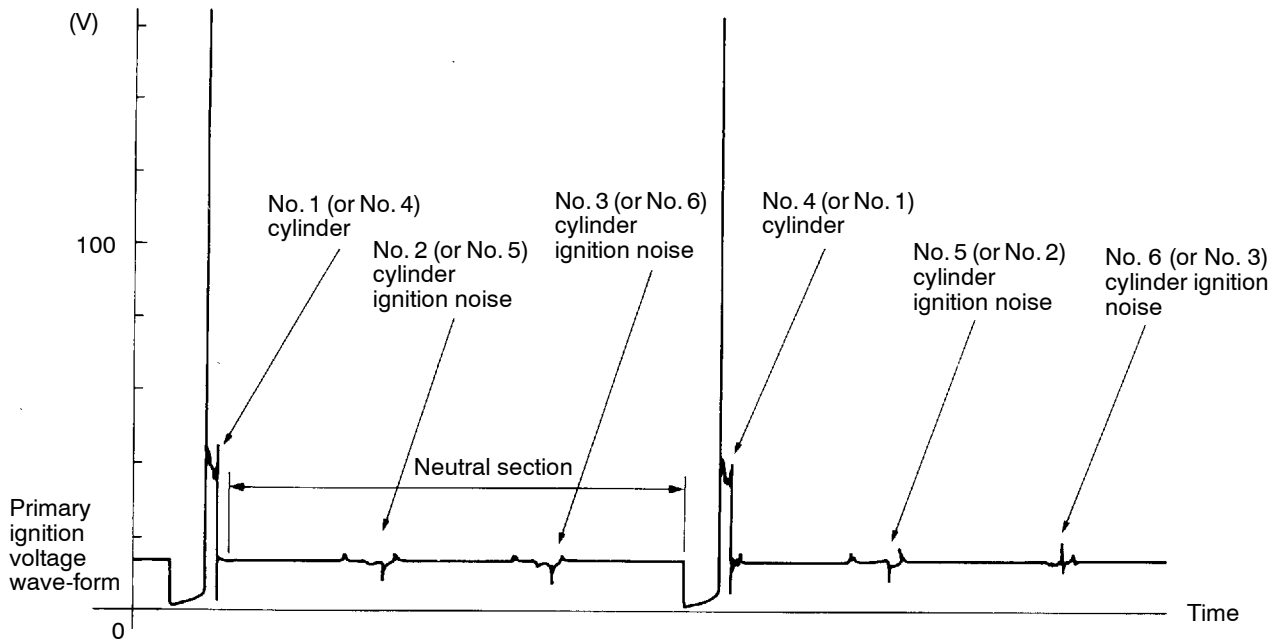 (V)
No. 1 (or No. 4)
cylinder
No. 2 (or No. 5)
cylinder
ignition noise
No. 3 (or No. 6)
cylinder
ignition noise
No. 4 (or No. 1)
cylinder
No. 5 (or No. 2)
cylinder
ignition noise
No. 6 (or No. 3)
cylinder ignition
noise
100
Neutral section
Primary
ignition
voltage
wave-form
0
Time